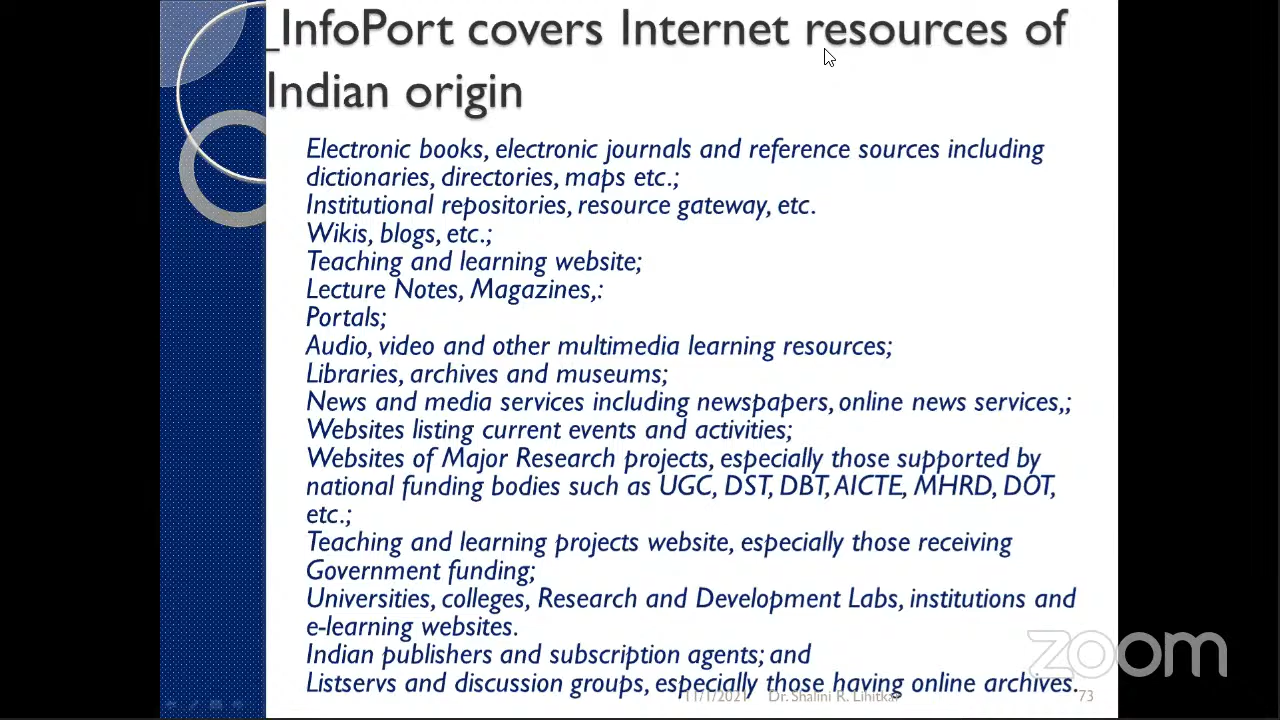 _InfoPort covers Internet resources of
Indian origin
Electronic books, electronic journals and reference sources including
dictionaries, directories, maps etc.;
Institutional repositories, resource gateway, etc.
Wikis, blogs, etc.;
Teaching and learning website;
Lecture Notes, Magazines,:
Portals;
Audio, video and other multimedia learning resources;
Libraries, archives and museums;
News and media services including newspapers, online news services,;
Websites listing current events and activities;
Websites of Major Research projects, especially those supported by
national funding bodies such as UGC, DST, DBT, AICTE, MHRD, DOT,
etc.;
Teaching and learning projects website, especially those receiving
Government funding;
Universities, colleges, Research and Development Labs, institutions and
e-learning websites.
Indian publishers and subscription agents; and
Listservs and discussion groups, especially those having online archives.
11/1/2021 Dr. Shalini R. Lihitkar 73
zoom